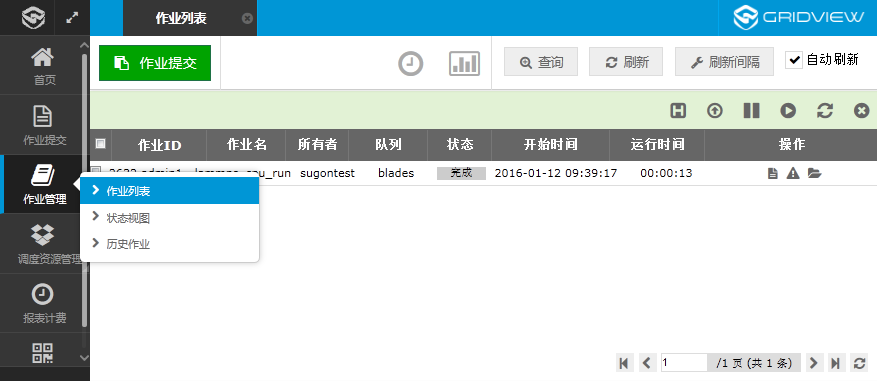 作业列表
GRIDVIEW
首页
作业提交
作业管理
调度资源管理
报表计费
作业提交
查询
刷新
刷新间隔
自动刷新
作业ID 作业名 所有者 队列 状态 开始时间 运行时间 操作
sugontest blades 完成 2016-01-12 09:39:17 00:00:13
作业列表
状态视图
历史作业
1 /1 页 (共 1 条)